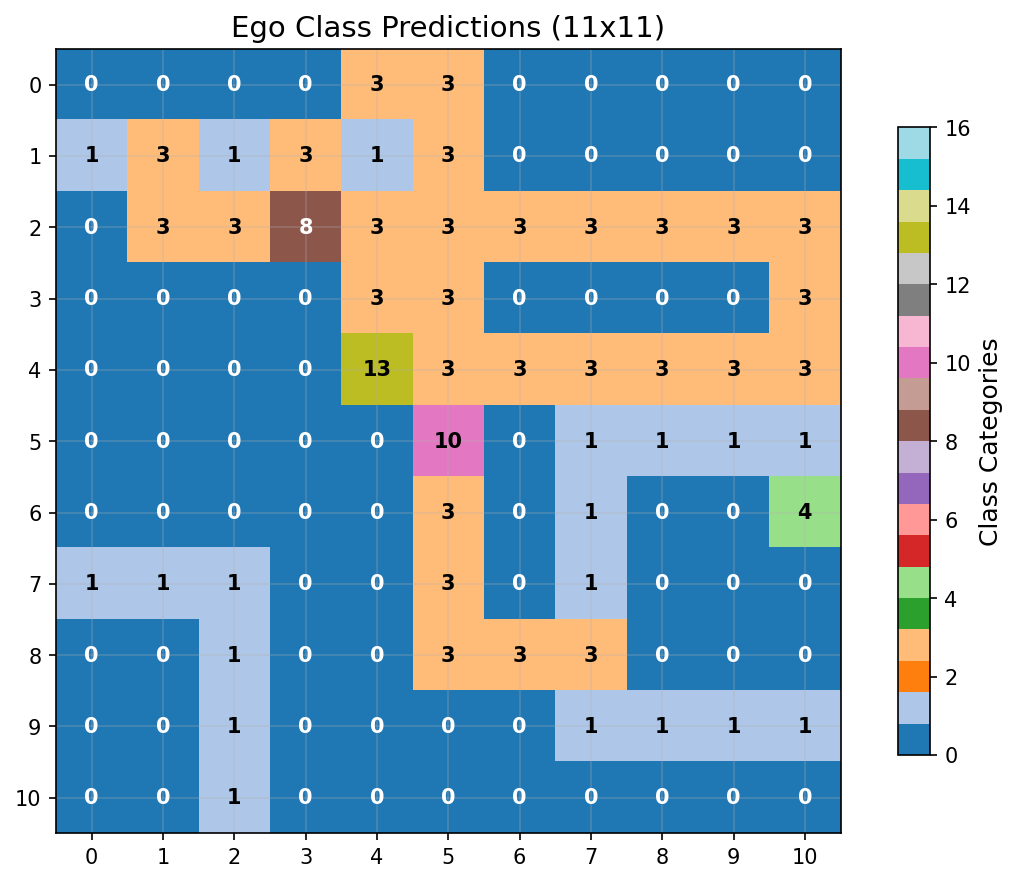 Ego Class Predictions (11x11)
0 0 0 0 0 3 3 0 0 0 0 0
1 1 3 1 3 1 3 0 0 0 0 0
2 0 3 3 8 3 3 3 3 3 3 3
3 0 0 0 0 3 3 0 0 0 0 3
4 0 0 0 0 13 3 3 3 3 3 3
5 0 0 0 0 0 10 0 1 1 1 1
6 0 0 0 0 0 3 0 1 0 0 4
7 1 1 1 0 0 3 0 1 0 0 0
8 0 0 1 0 0 3 3 3 0 0 0
9 0 0 1 0 0 0 0 1 1 1 1
10 0 0 1 0 0 0 0 0 0 0 0
0 1 2 3 4 5 6 7 8 9 10
16
14
12
10
8
6
4
2
0
Class Categories